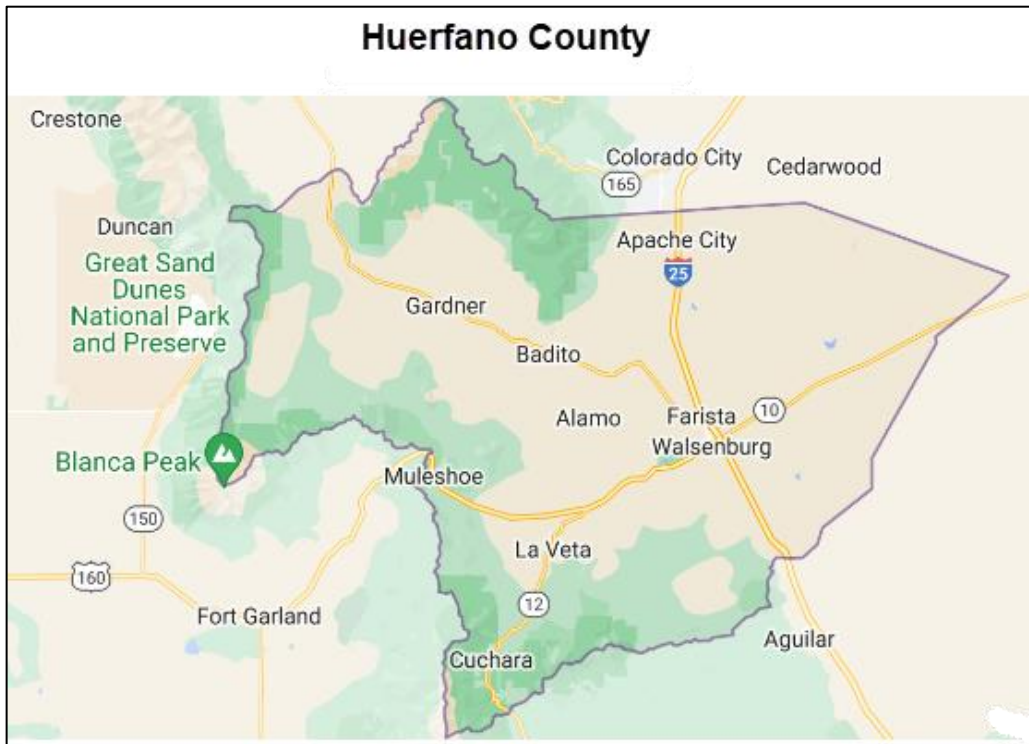 Huerfano County
Crestone
Colorado City
Cedarwood
165
Duncan
Apache City
Great Sand
Dunes
National Park
and Preserve
25
Gardner
Badito
Alamo
Farista
10
Walsenburg
Blanca Peak
Muleshoe
150
La Veta
160
12
Fort Garland
Aguilar
Cuchara